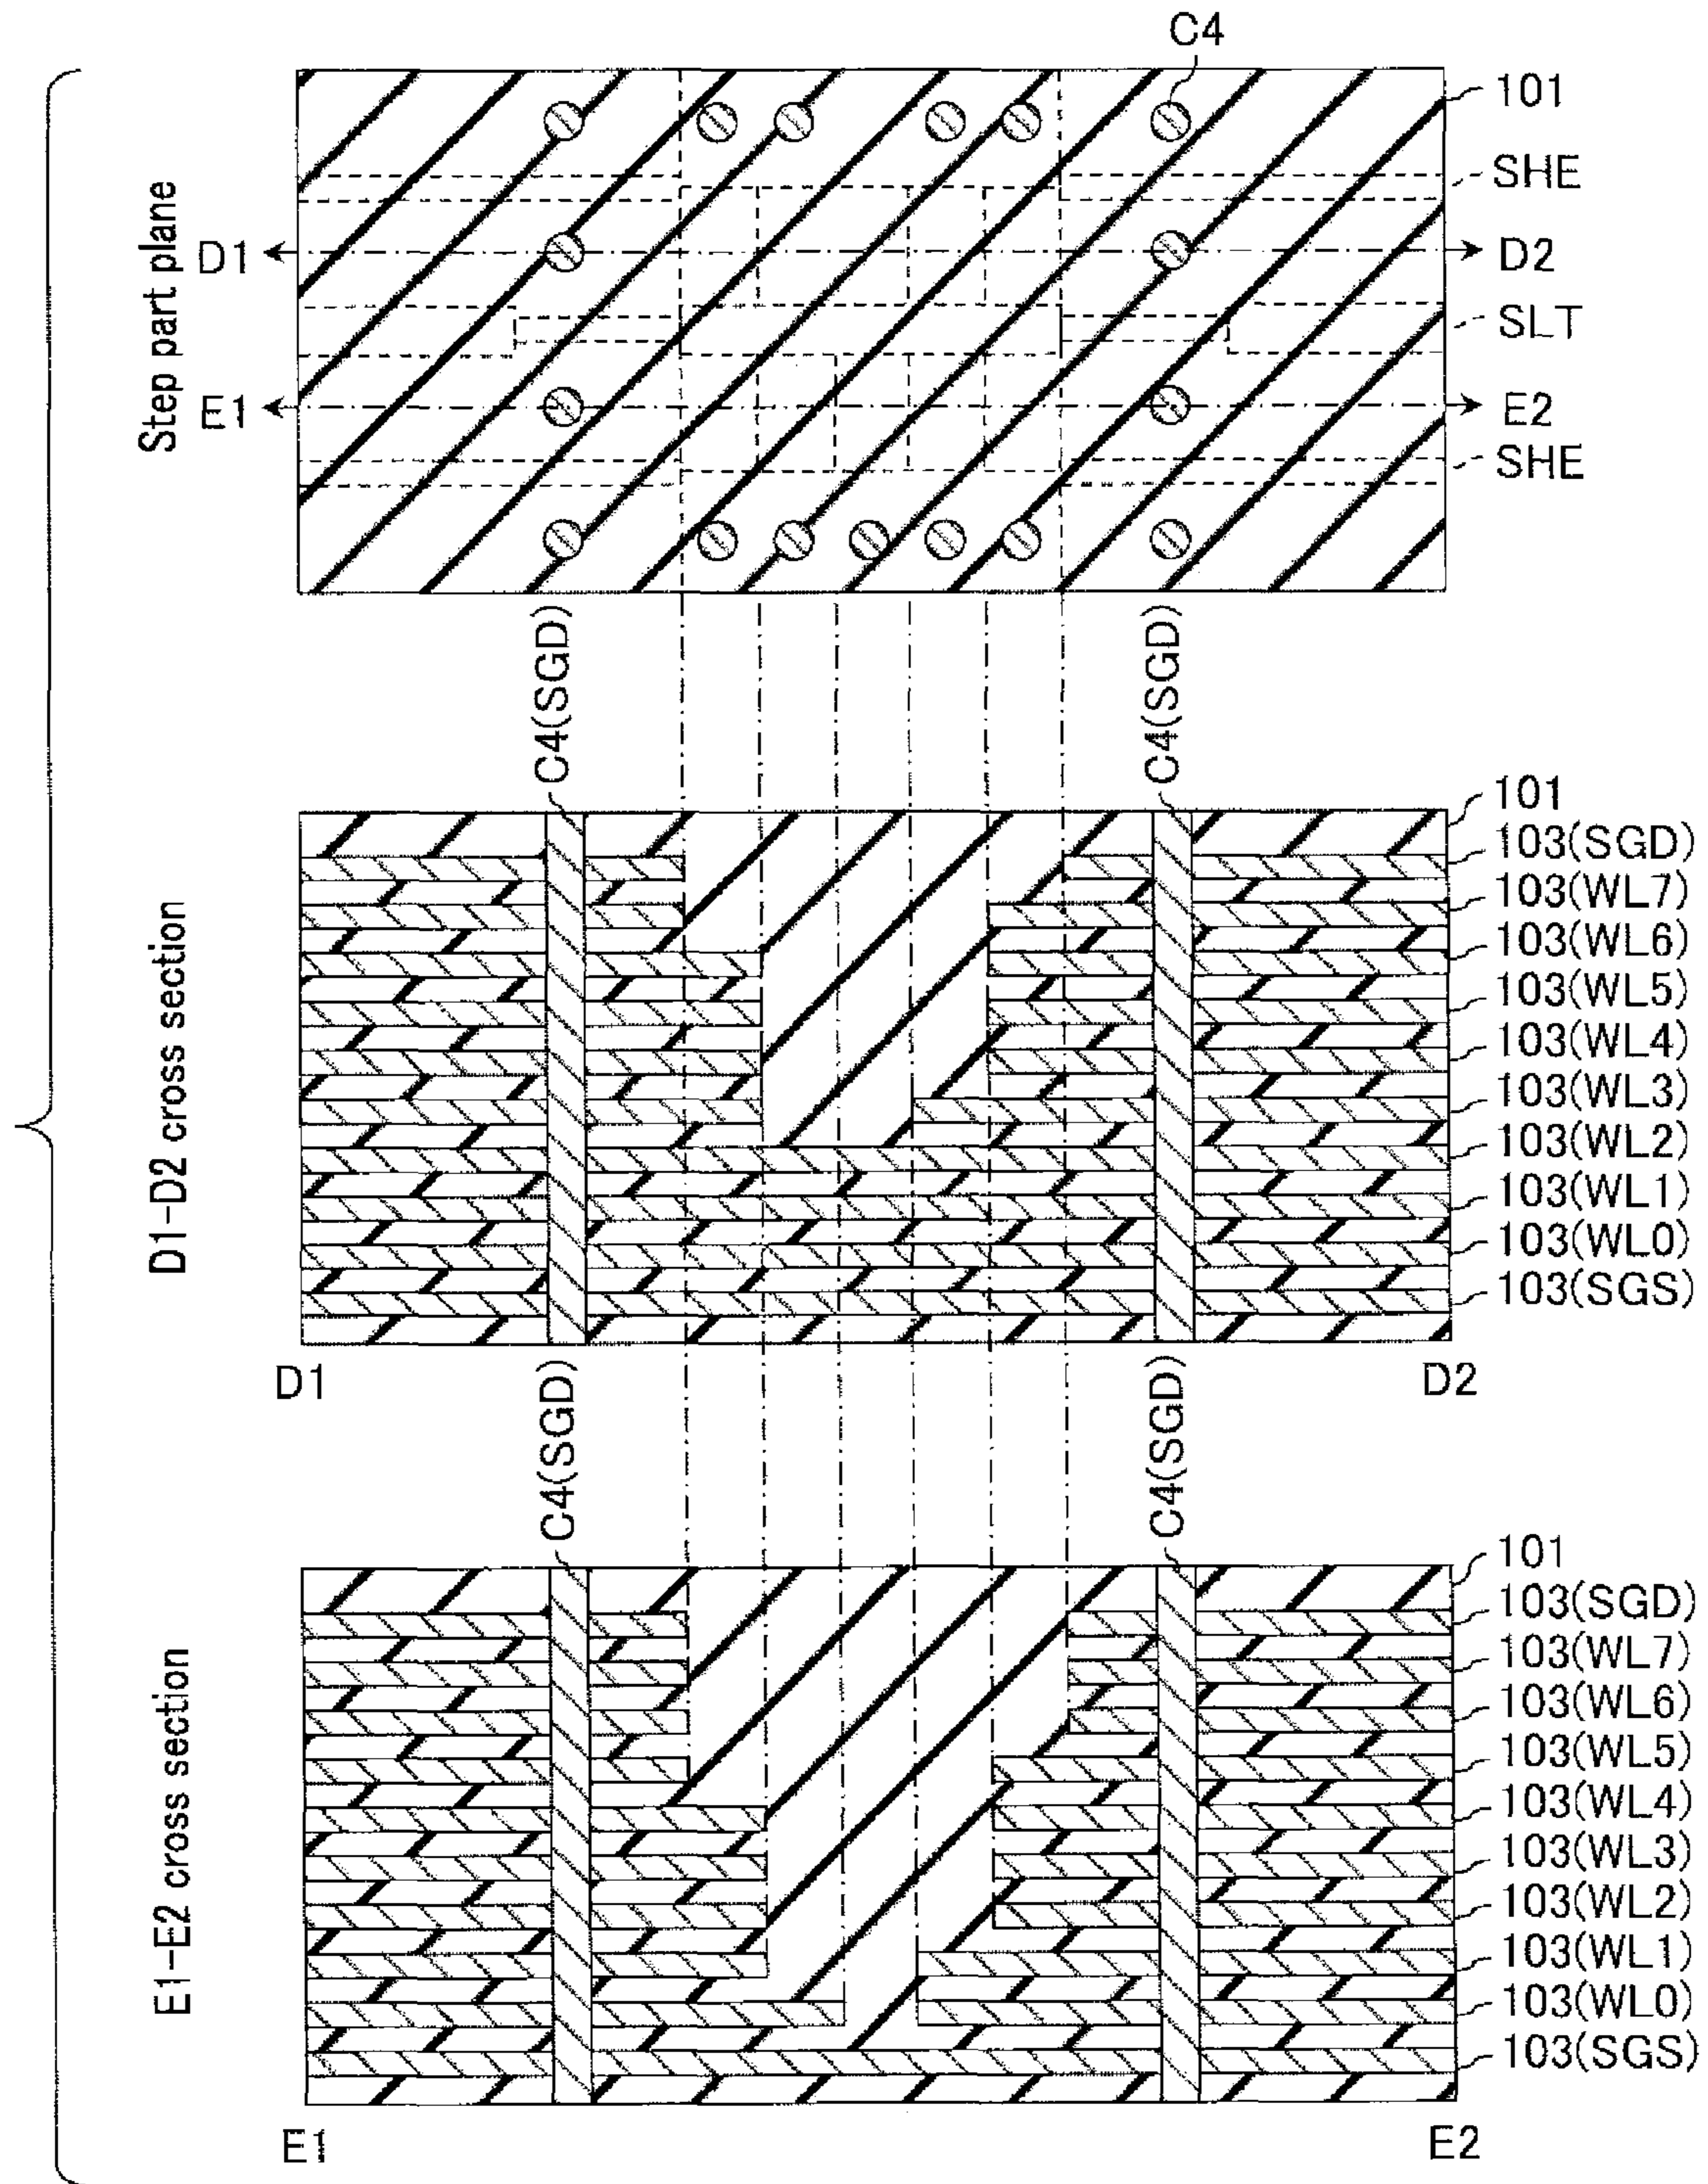 C4
101
SHE
D1
D2
SLT
E1
E2
SHE
Step part plane
C4(SGD)
C4(SGD)
101
103(SGD)
103(WL7)
103(WL6)
103(WL5)
103(WL4)
103(WL3)
103(WL2)
103(WL1)
103(WL0)
103(SGS)
D1-D2 cross section
D1
D2
C4(SGD)
C4(SGD)
101
103(SGD)
103(WL7)
103(WL6)
103(WL5)
103(WL4)
103(WL3)
103(WL2)
103(WL1)
103(WL0)
103(SGS)
E1-E2 cross section
E1
E2